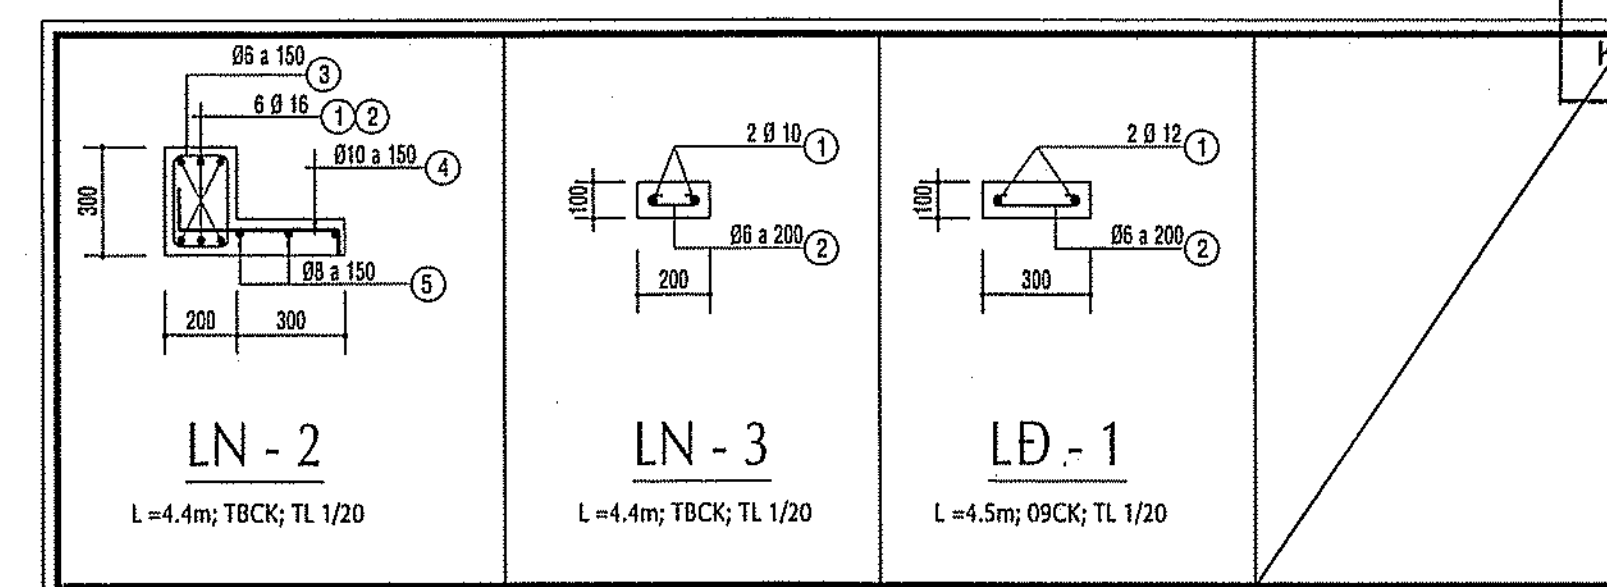 Ø6 a 150 3
6 Ø 16 1 2
Ø10 a 150 4
300
Ø8 a 150 5
200 300
LN - 2
L =4.4m; TBCK; TL 1/20
2 Ø 10 1
100
Ø6 a 200 2
200
LN - 3
L =4.4m; TBCK; TL 1/20
2 Ø 12 1
100
Ø6 a 200 2
300
LĐ - 1
L =4.5m; 09CK; TL 1/20